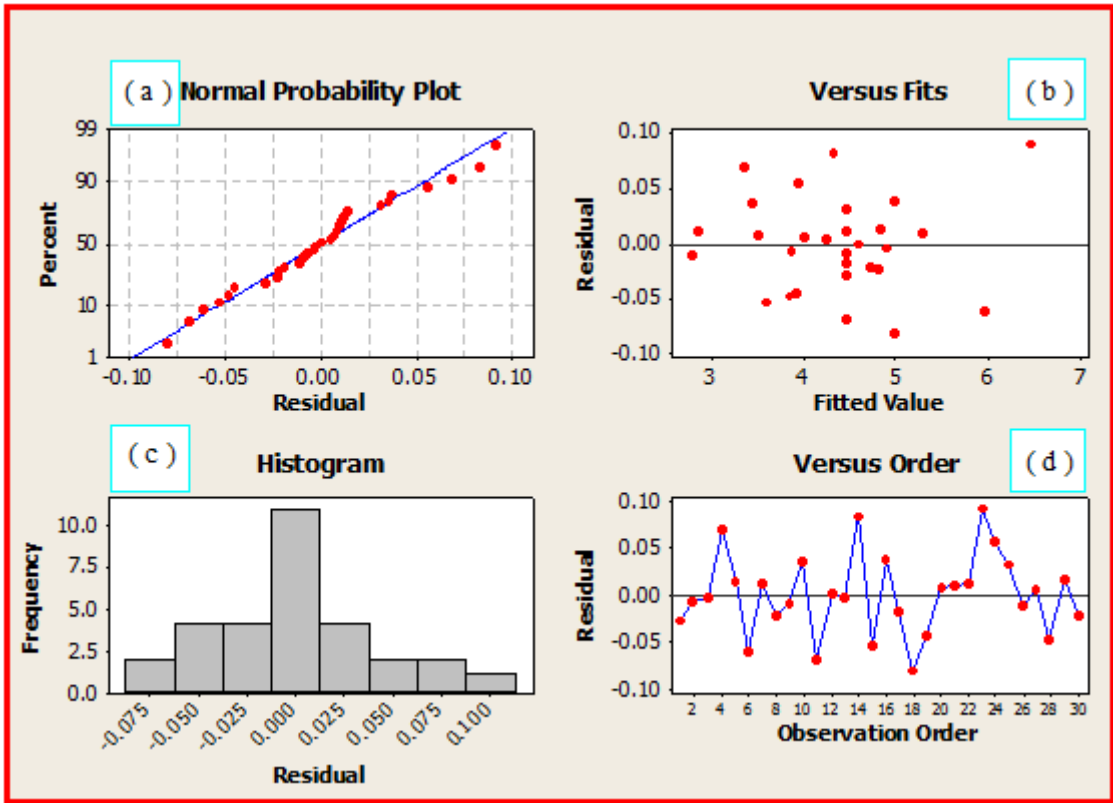 ( a )
Normal Probability Plot
99
90
50
10
1
Percent
-0.10 -0.05 0.00 0.05 0.10
Residual
( b )
Versus Fits
0.10
0.05
0.00
-0.05
-0.10
Residual
3 4 5 6 7
Fitted Value
( c )
Histogram
10.0
7.5
5.0
2.5
0.0
Frequency
-0.075 -0.050 -0.025 0.000 0.025 0.050 0.075 0.100
Residual
( d )
Versus Order
0.10
0.05
0.00
-0.05
-0.10
Residual
2 4 6 8 10 12 14 16 18 20 22 24 26 28 30
Observation Order